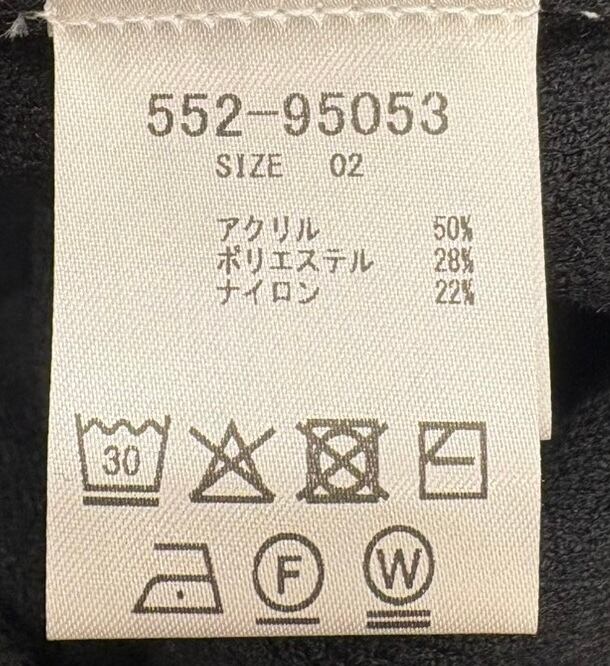 552-95053
SIZE 02
アクリル 50%
ポリエステル 28%
ナイロン 22%
30
F
W